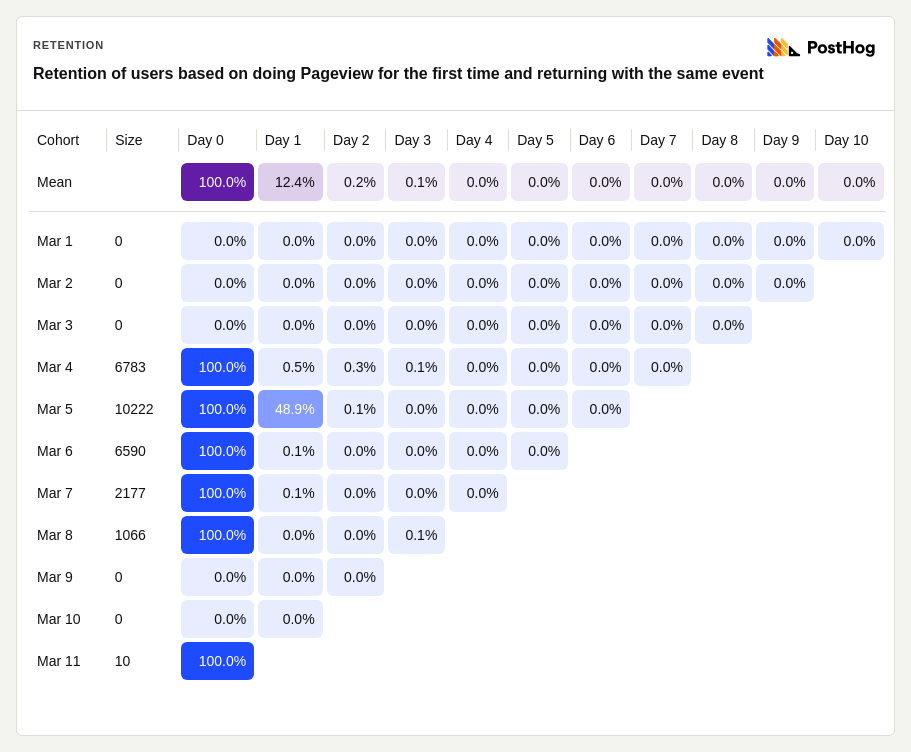 RETENTION
PostHog
Retention of users based on doing Pageview for the first time and returning with the same event
Cohort Size Day 0 Day 1 Day 2 Day 3 Day 4 Day 5 Day 6 Day 7 Day 8 Day 9 Day 10
Mean 100.0% 12.4% 0.2% 0.1% 0.0% 0.0% 0.0% 0.0% 0.0% 0.0% 0.0%
Mar 1 0 0.0% 0.0% 0.0% 0.0% 0.0% 0.0% 0.0% 0.0% 0.0% 0.0% 0.0%
Mar 2 0 0.0% 0.0% 0.0% 0.0% 0.0% 0.0% 0.0% 0.0% 0.0% 0.0%
Mar 3 0 0.0% 0.0% 0.0% 0.0% 0.0% 0.0% 0.0% 0.0% 0.0%
Mar 4 6783 100.0% 0.5% 0.3% 0.1% 0.0% 0.0% 0.0% 0.0%
Mar 5 10222 100.0% 48.9% 0.1% 0.0% 0.0% 0.0% 0.0%
Mar 6 6590 100.0% 0.1% 0.0% 0.0% 0.0% 0.0%
Mar 7 2177 100.0% 0.1% 0.0% 0.0% 0.0%
Mar 8 1066 100.0% 0.0% 0.0% 0.1%
Mar 9 0 0.0% 0.0% 0.0%
Mar 10 0 0.0% 0.0%
Mar 11 10 100.0%